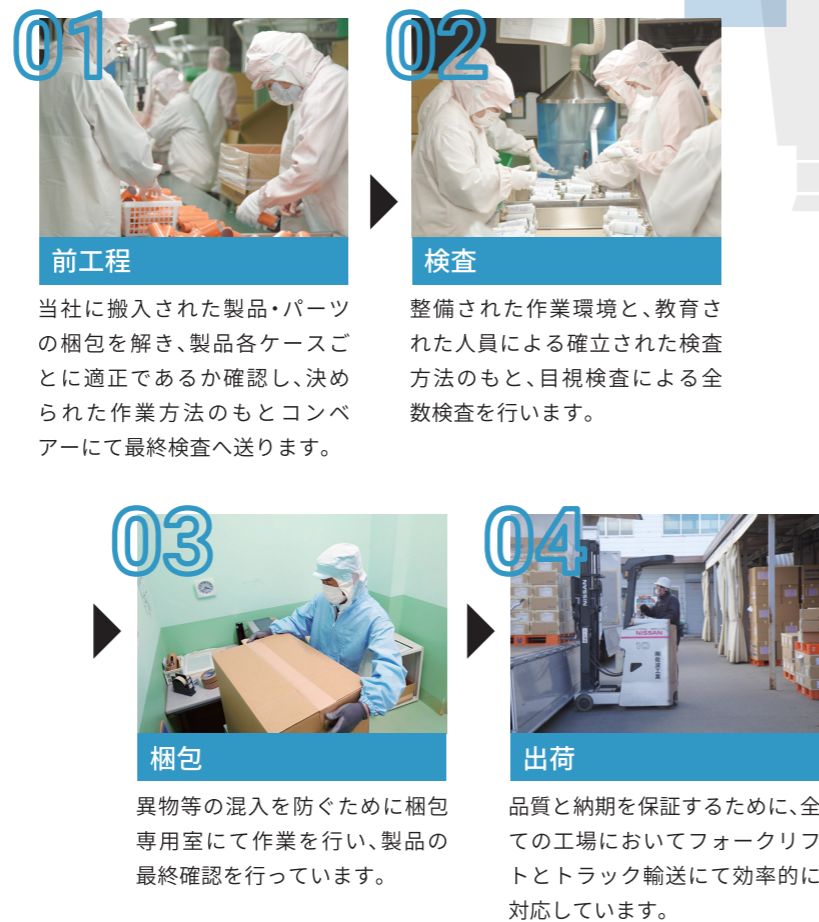 01
前工程
当社に搬入された製品・パーツ
の梱包を解き、製品各ケースご
とに適正であるか確認し、決め
られた作業方法のもとコンベ
アーにて最終検査へ送ります。
02
検査
整備された作業環境と、教育さ
れた人員による確立された検査
方法のもと、目視検査による全
数検査を行います。
03
梱包
異物等の混入を防ぐために梱包
専用室にて作業を行い、製品の
最終確認を行っています。
04
NISSAN
NISSAN
10
出荷
品質と納期を保証するために、全
ての工場においてフォークリフ
トとトラック輸送にて効率的に
対応しています。